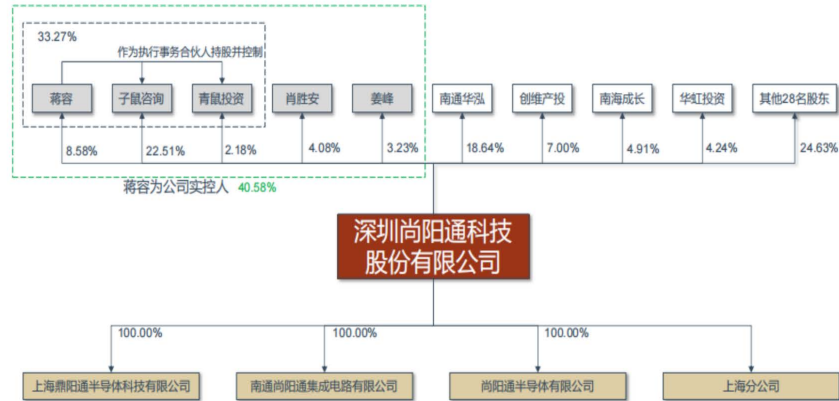 33.27%
作为执行事务合伙人持股并控制
蒋容
子鼠咨询
青鼠投资
肖胜安
姜峰
南通华泓
创维产投
南海成长
华虹投资
其他28名股东
8.58%
22.51%
2.18%
4.08%
3.23%
18.64%
7.00%
4.91%
4.24%
24.63%
蒋容为公司实控人 40.58%
深圳尚阳通科技
股份有限公司
100.00%
100.00%
100.00%
上海鼎阳通半导体科技有限公司
南通尚阳通集成电路有限公司
尚阳通半导体有限公司
上海分公司